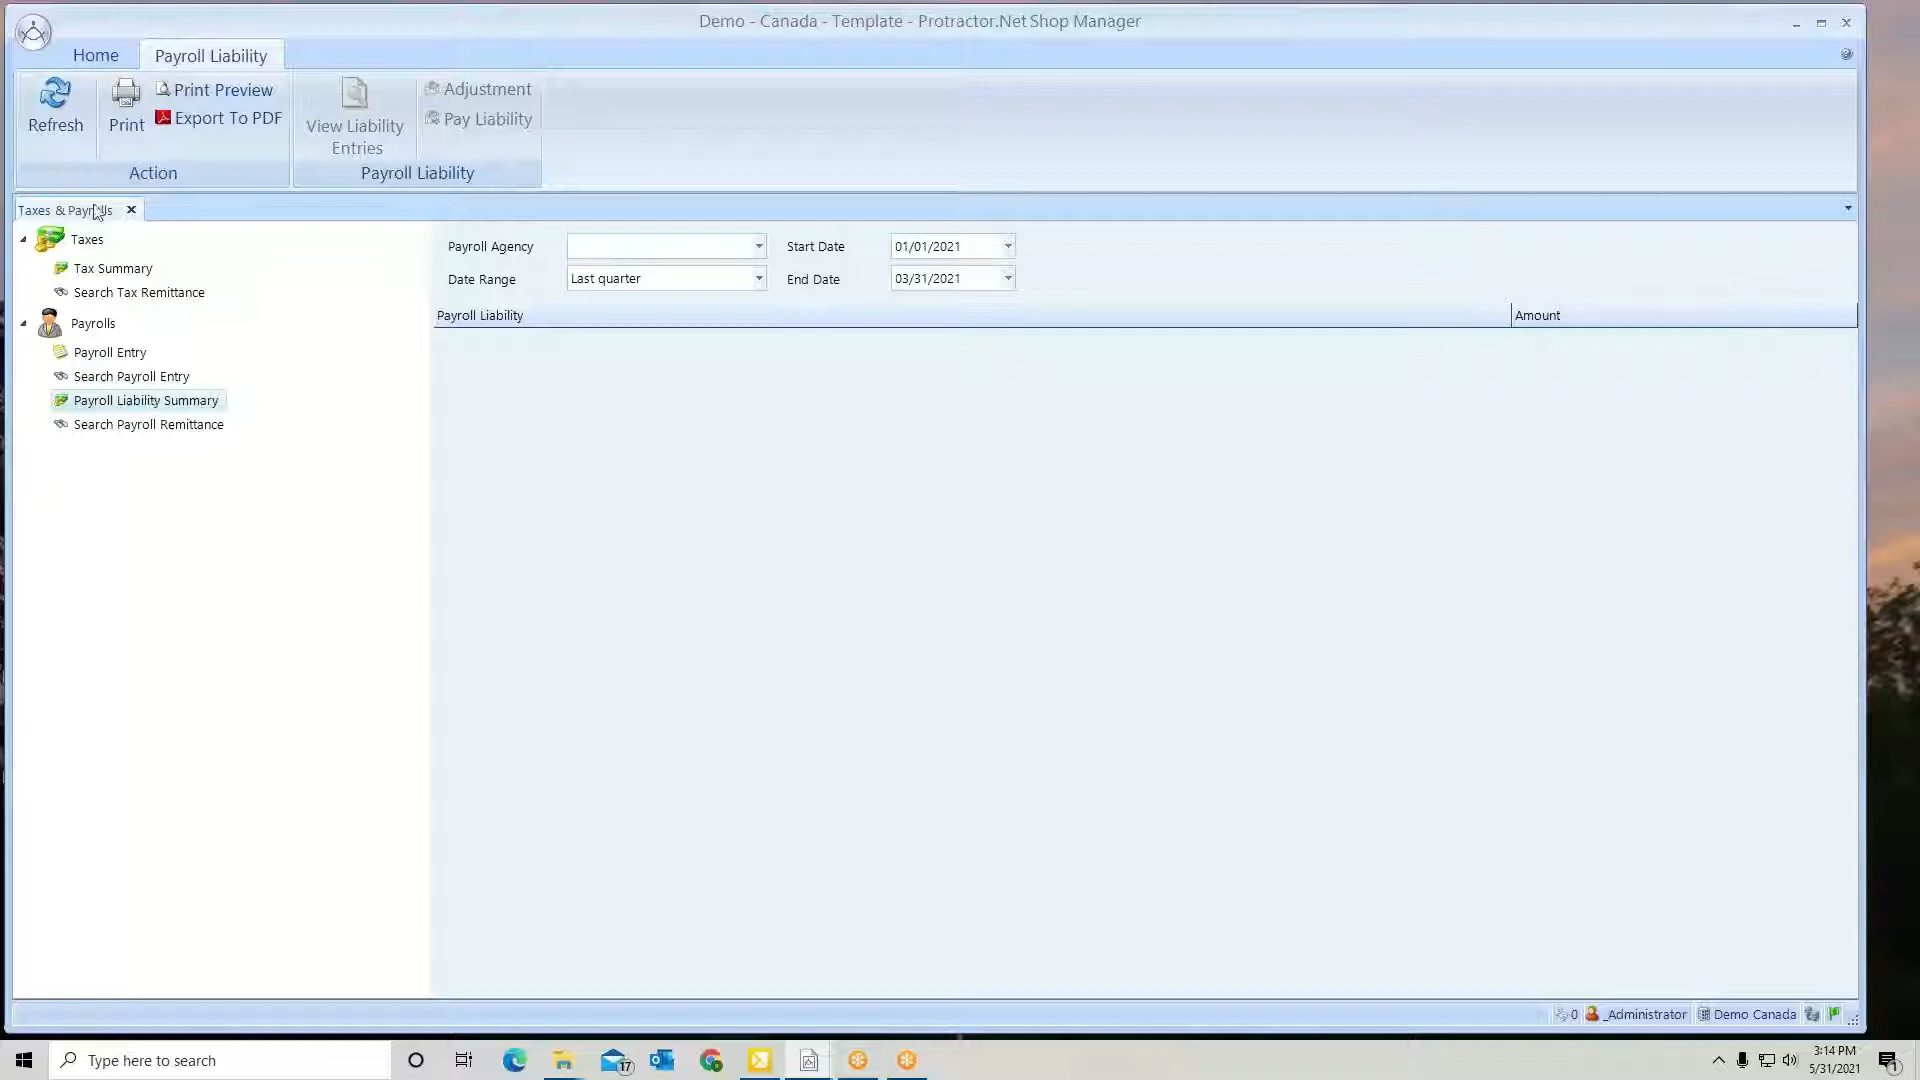 Demo - Canada - Template - Protractor.Net Shop Manager
Home
Payroll Liability
Refresh
Print
Print Preview
Export To PDF
Action
View Liability
Entries
Adjustment
Pay Liability
Payroll Liability
Taxes & Payrolls
Taxes
Tax Summary
Search Tax Remittance
Payrolls
Payroll Entry
Search Payroll Entry
Payroll Liability Summary
Search Payroll Remittance
Payroll Agency
Start Date
01/01/2021
Date Range
Last quarter
End Date
03/31/2021
Payroll Liability
Amount
0
_Administrator
Demo Canada
Type here to search
17
3:14 PM
5/31/2021
1